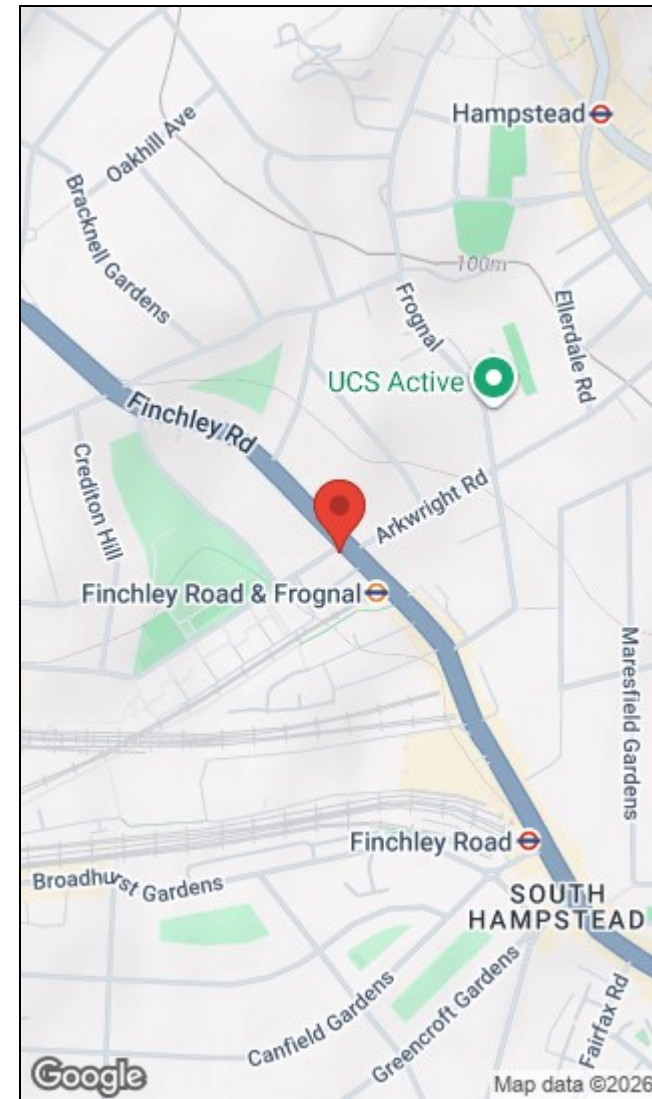 Hampstead
Oakhill Ave
Bracknell Gardens
100m
Frognal
Ellerdale Rd
UCS Active
Finchley Rd
Crediton Hill
Arkwright Rd
Finchley Road & Frognal
Maresfield Gardens
Finchley Road
Broadhurst Gardens
SOUTH
HAMPSTEAD
Canfield Gardens
Greencroft Gardens
Fairfax Rd
Google
Map data ©2026